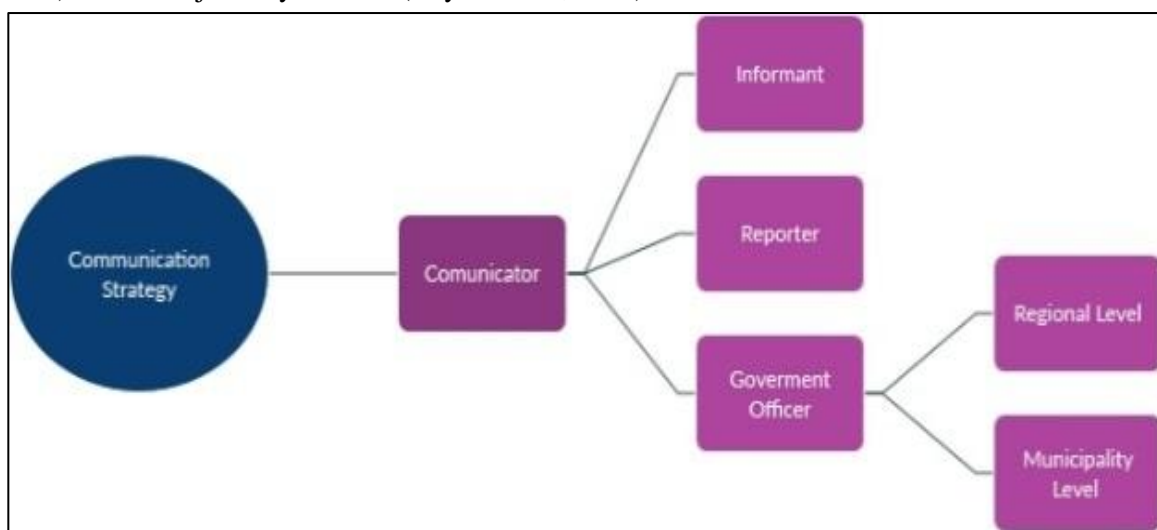 Communication
Strategy
Comunicator
Informant
Reporter
Goverment
Officer
Regional Level
Municipality
Level